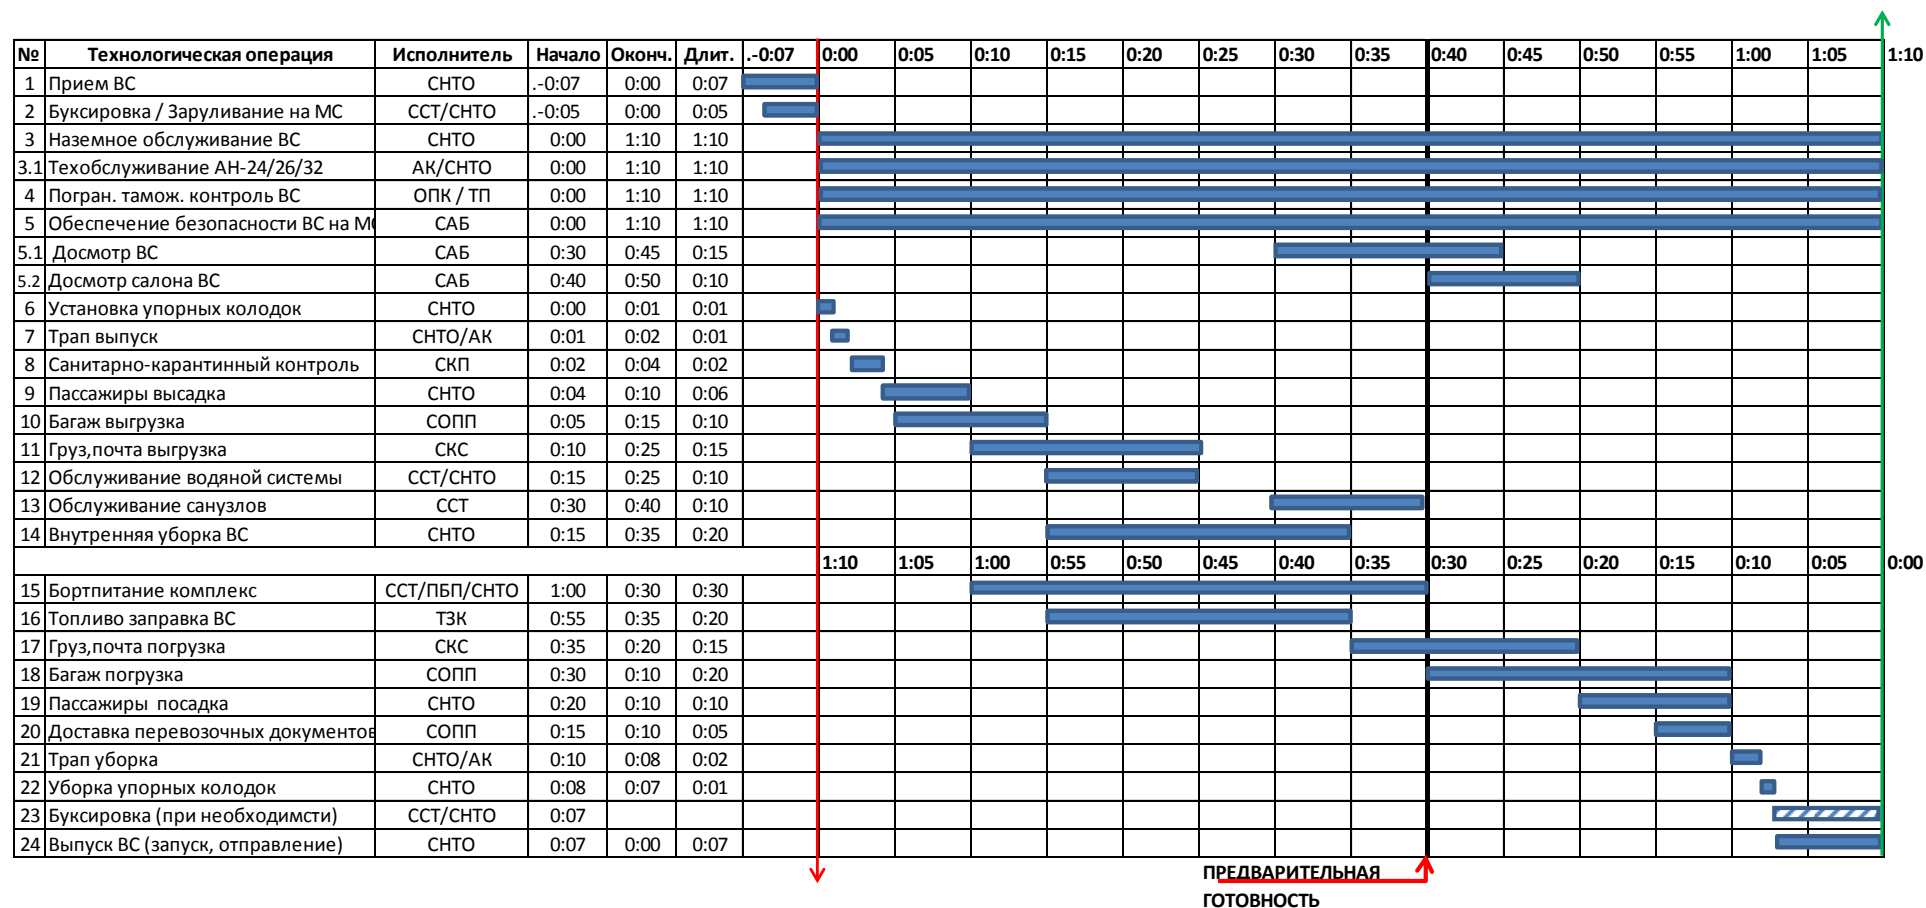 № Технологическая операция Исполнитель Начало Оконч. Длит. .-0:07 0:00 0:05 0:10 0:15 0:20 0:25 0:30 0:35 0:40 0:45 0:50 0:55 1:00 1:05 1:10
1 Прием ВС СНТО .-0:07 0:00 0:07
2 Буксировка / Заруливание на МС ССТ/СНТО .-0:05 0:00 0:05
3 Наземное обслуживание ВС СНТО 0:00 1:10 1:10
3.1 Техобслуживание АН-24/26/32 АК/СНТО 0:00 1:10 1:10
4 Погран. тамож. контроль ВС ОПК / ТП 0:00 1:10 1:10
5 Обеспечение безопасности ВС на М САБ 0:00 1:10 1:10
5.1 Досмотр ВС САБ 0:30 0:45 0:15
5.2 Досмотр салона ВС САБ 0:40 0:50 0:10
6 Установка упорных колодок СНТО 0:00 0:01 0:01
7 Трап выпуск СНТО/АК 0:01 0:02 0:01
8 Санитарно-карантинный контроль СКП 0:02 0:04 0:02
9 Пассажиры высадка СНТО 0:04 0:10 0:06
10 Багаж выгрузка СОПП 0:05 0:15 0:10
11 Груз,почта выгрузка СКС 0:10 0:25 0:15
12 Обслуживание водяной системы ССТ/СНТО 0:15 0:25 0:10
13 Обслуживание санузлов ССТ 0:30 0:40 0:10
14 Внутренняя уборка ВС СНТО 0:15 0:35 0:20
1:10 1:05 1:00 0:55 0:50 0:45 0:40 0:35 0:30 0:25 0:20 0:15 0:10 0:05 0:00
15 Бортпитание комплекс ССТ/ПБП/СНТО 1:00 0:30 0:30
16 Топливо заправка ВС ТЗК 0:55 0:35 0:20
17 Груз,почта погрузка СКС 0:35 0:20 0:15
18 Багаж погрузка СОПП 0:30 0:10 0:20
19 Пассажиры посадка СНТО 0:20 0:10 0:10
20 Доставка перевозочных документов СОПП 0:15 0:10 0:05
21 Трап уборка СНТО/АК 0:10 0:08 0:02
22 Уборка упорных колодок СНТО 0:08 0:07 0:01
23 Буксировка (при необходимсти) ССТ/СНТО 0:07
24 Выпуск ВС (запуск, отправление) СНТО 0:07 0:00 0:07
ПРЕДВАРИТЕЛЬНАЯ
ГОТОВНОСТЬ